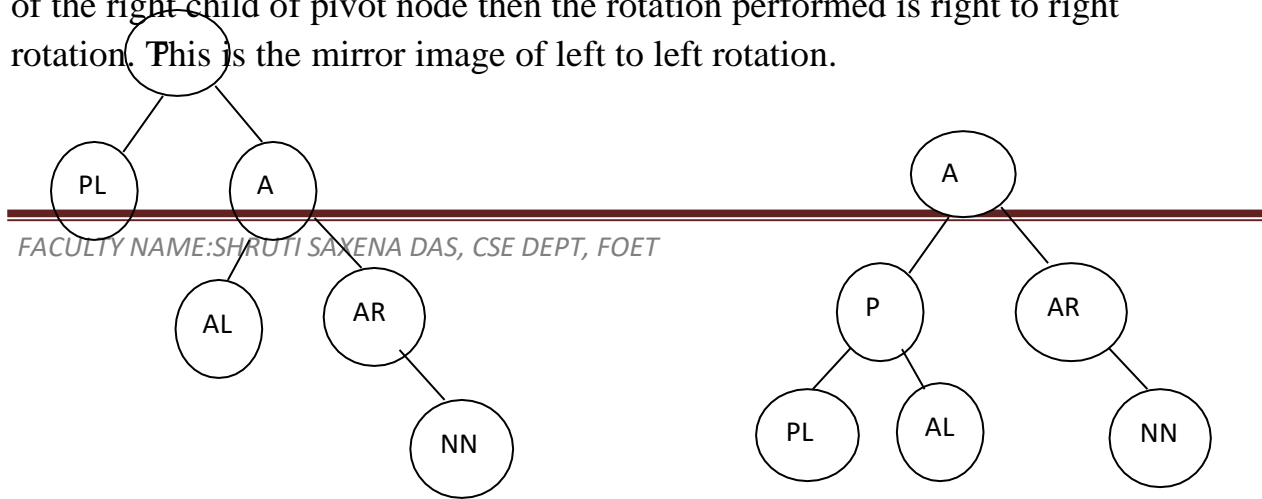 of the right child of pivot node then the rotation performed is right to right
rotation. This is the mirror image of left to left rotation.
P
PL
A
A
FACULTY NAME:SHRUTI SAXENA DAS, CSE DEPT, FOET
AL
AR
P
AR
NN
PL
AL
NN